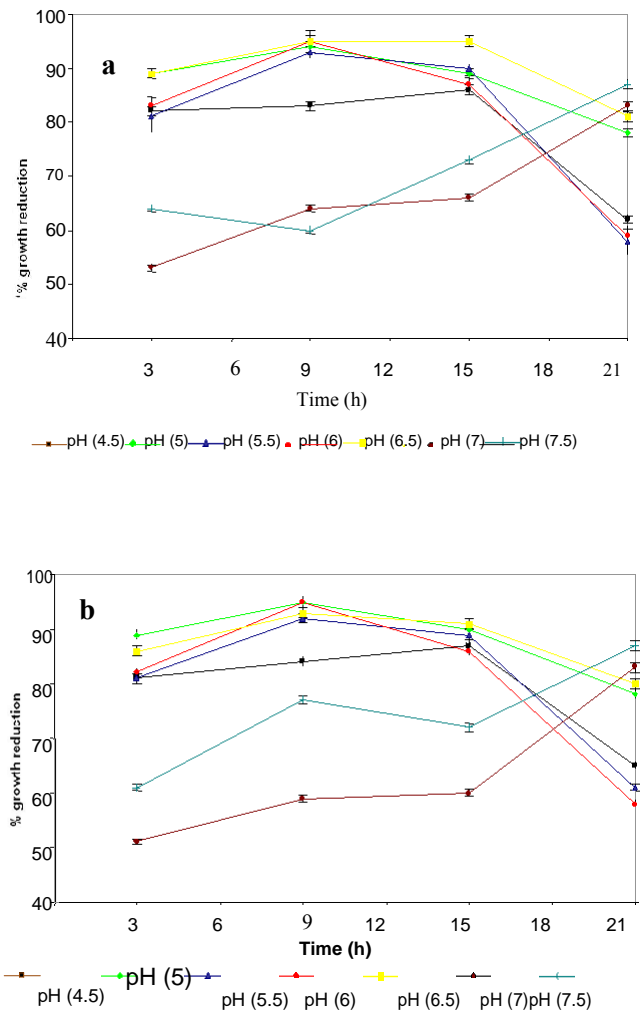 100
a
90
80
70
60
50
40
% growth reduction
3 6 9 12 15 18 21
Time (h)
pH (4.5) pH (5) pH (5.5) pH (6) pH (6.5) pH (7) pH (7.5)
100
b
90
80
70
60
50
40
% growth reduction
3 9 12 15 18 21
Time (h)
pH (4.5) pH (5) pH (5.5) pH (6) pH (6.5) pH (7) pH (7.5)